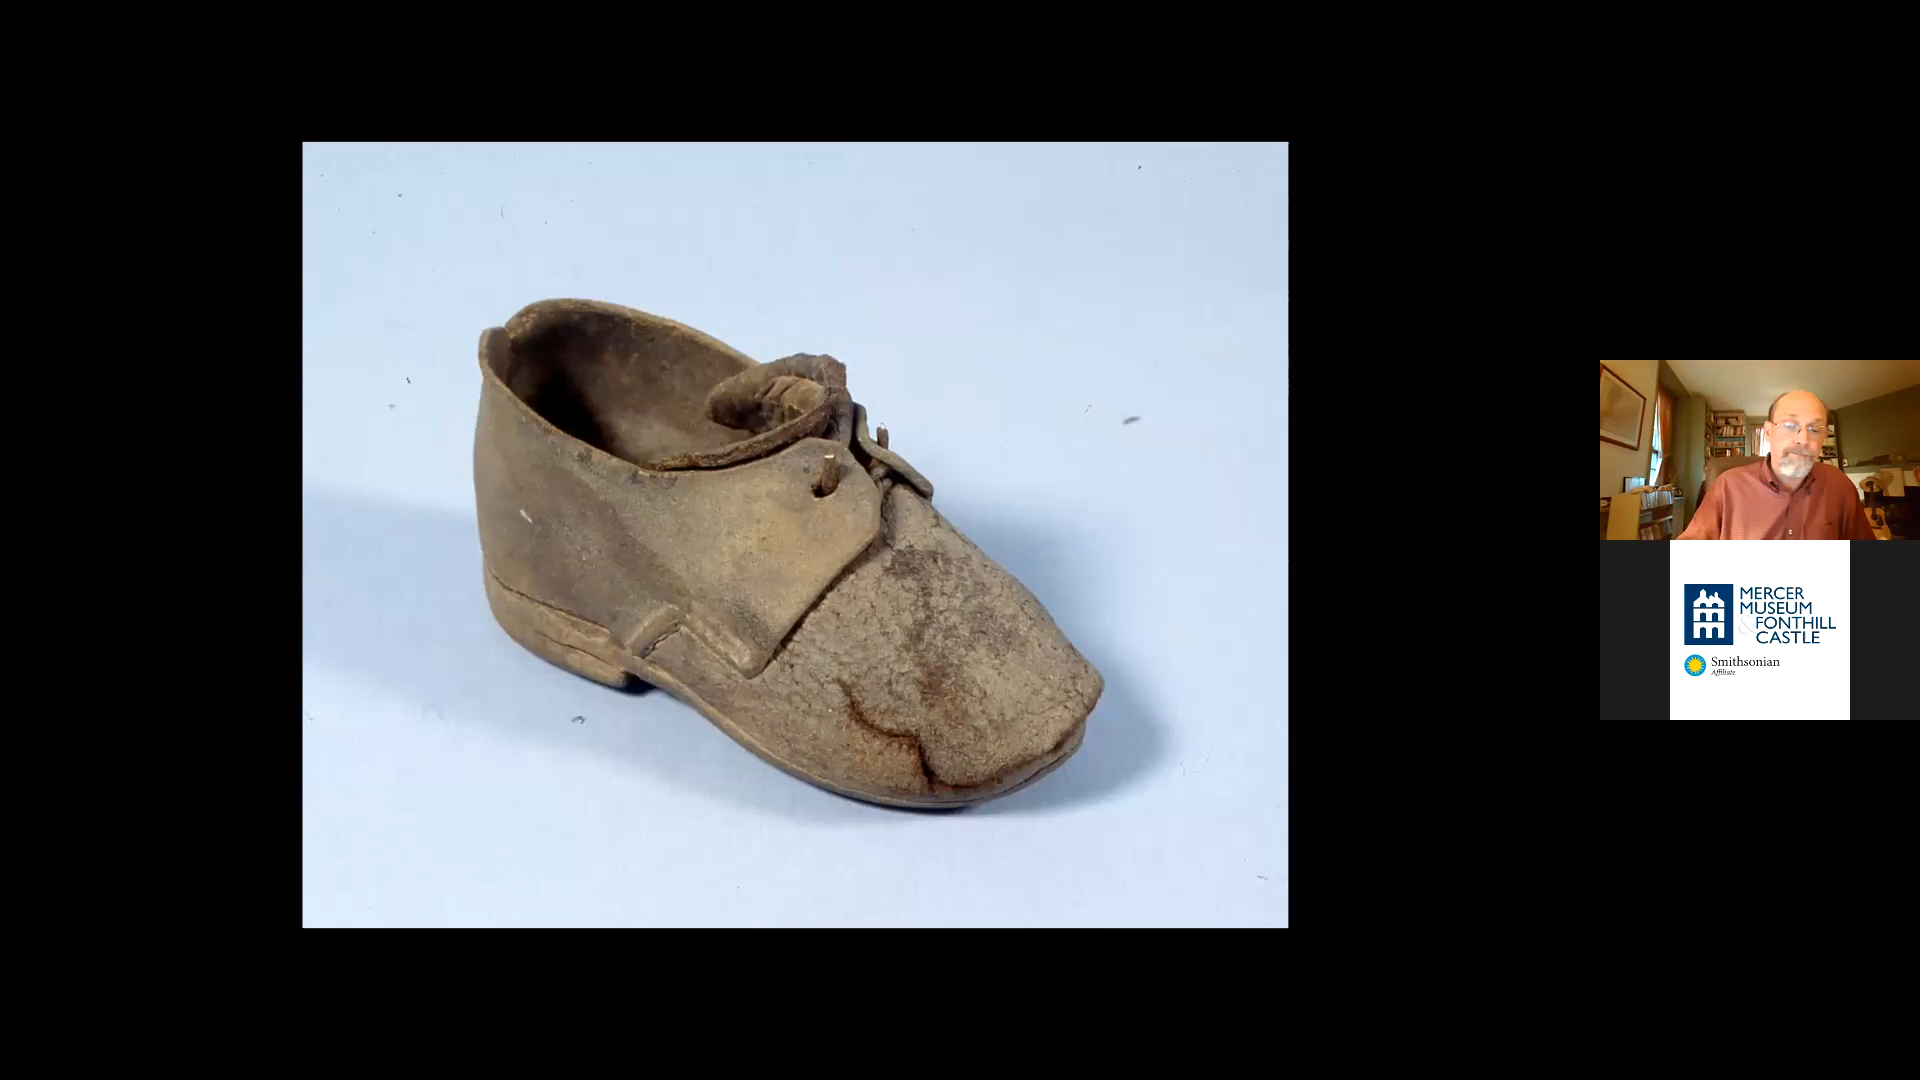 MERCER
MUSEUM
& FONTHILL
CASTLE
Smithsonian
Affiliate